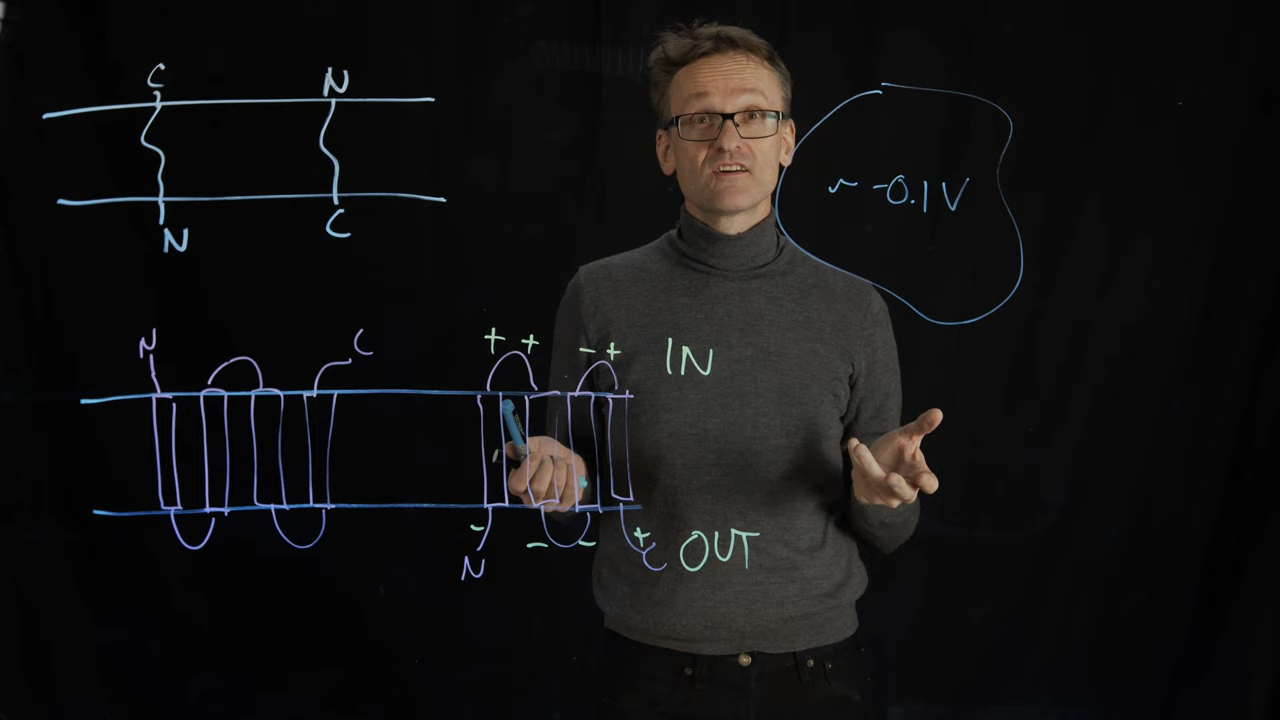 C N
N C
~ -0.1V
N C
+ + - + IN
- - - + OUT
N C